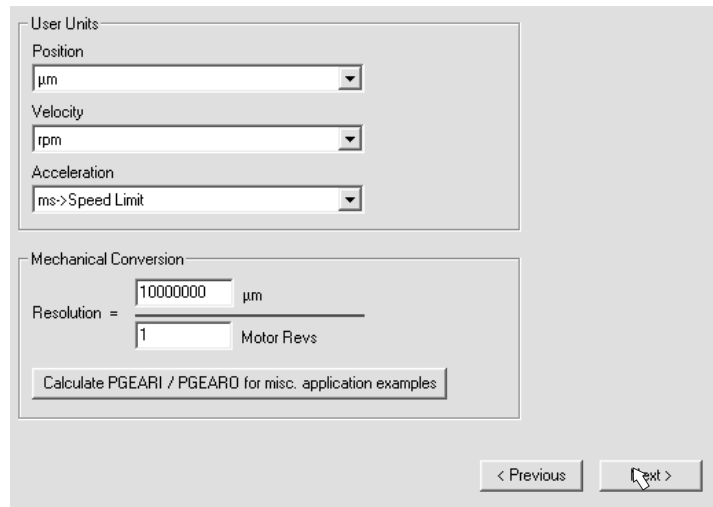 User Units
Position
µm
Velocity
rpm
Acceleration
ms->Speed Limit
Mechanical Conversion
10000000 µm
Resolution =
1 Motor Revs
Calculate PGEARI / PGEARO for misc. application examples
< Previous Next >